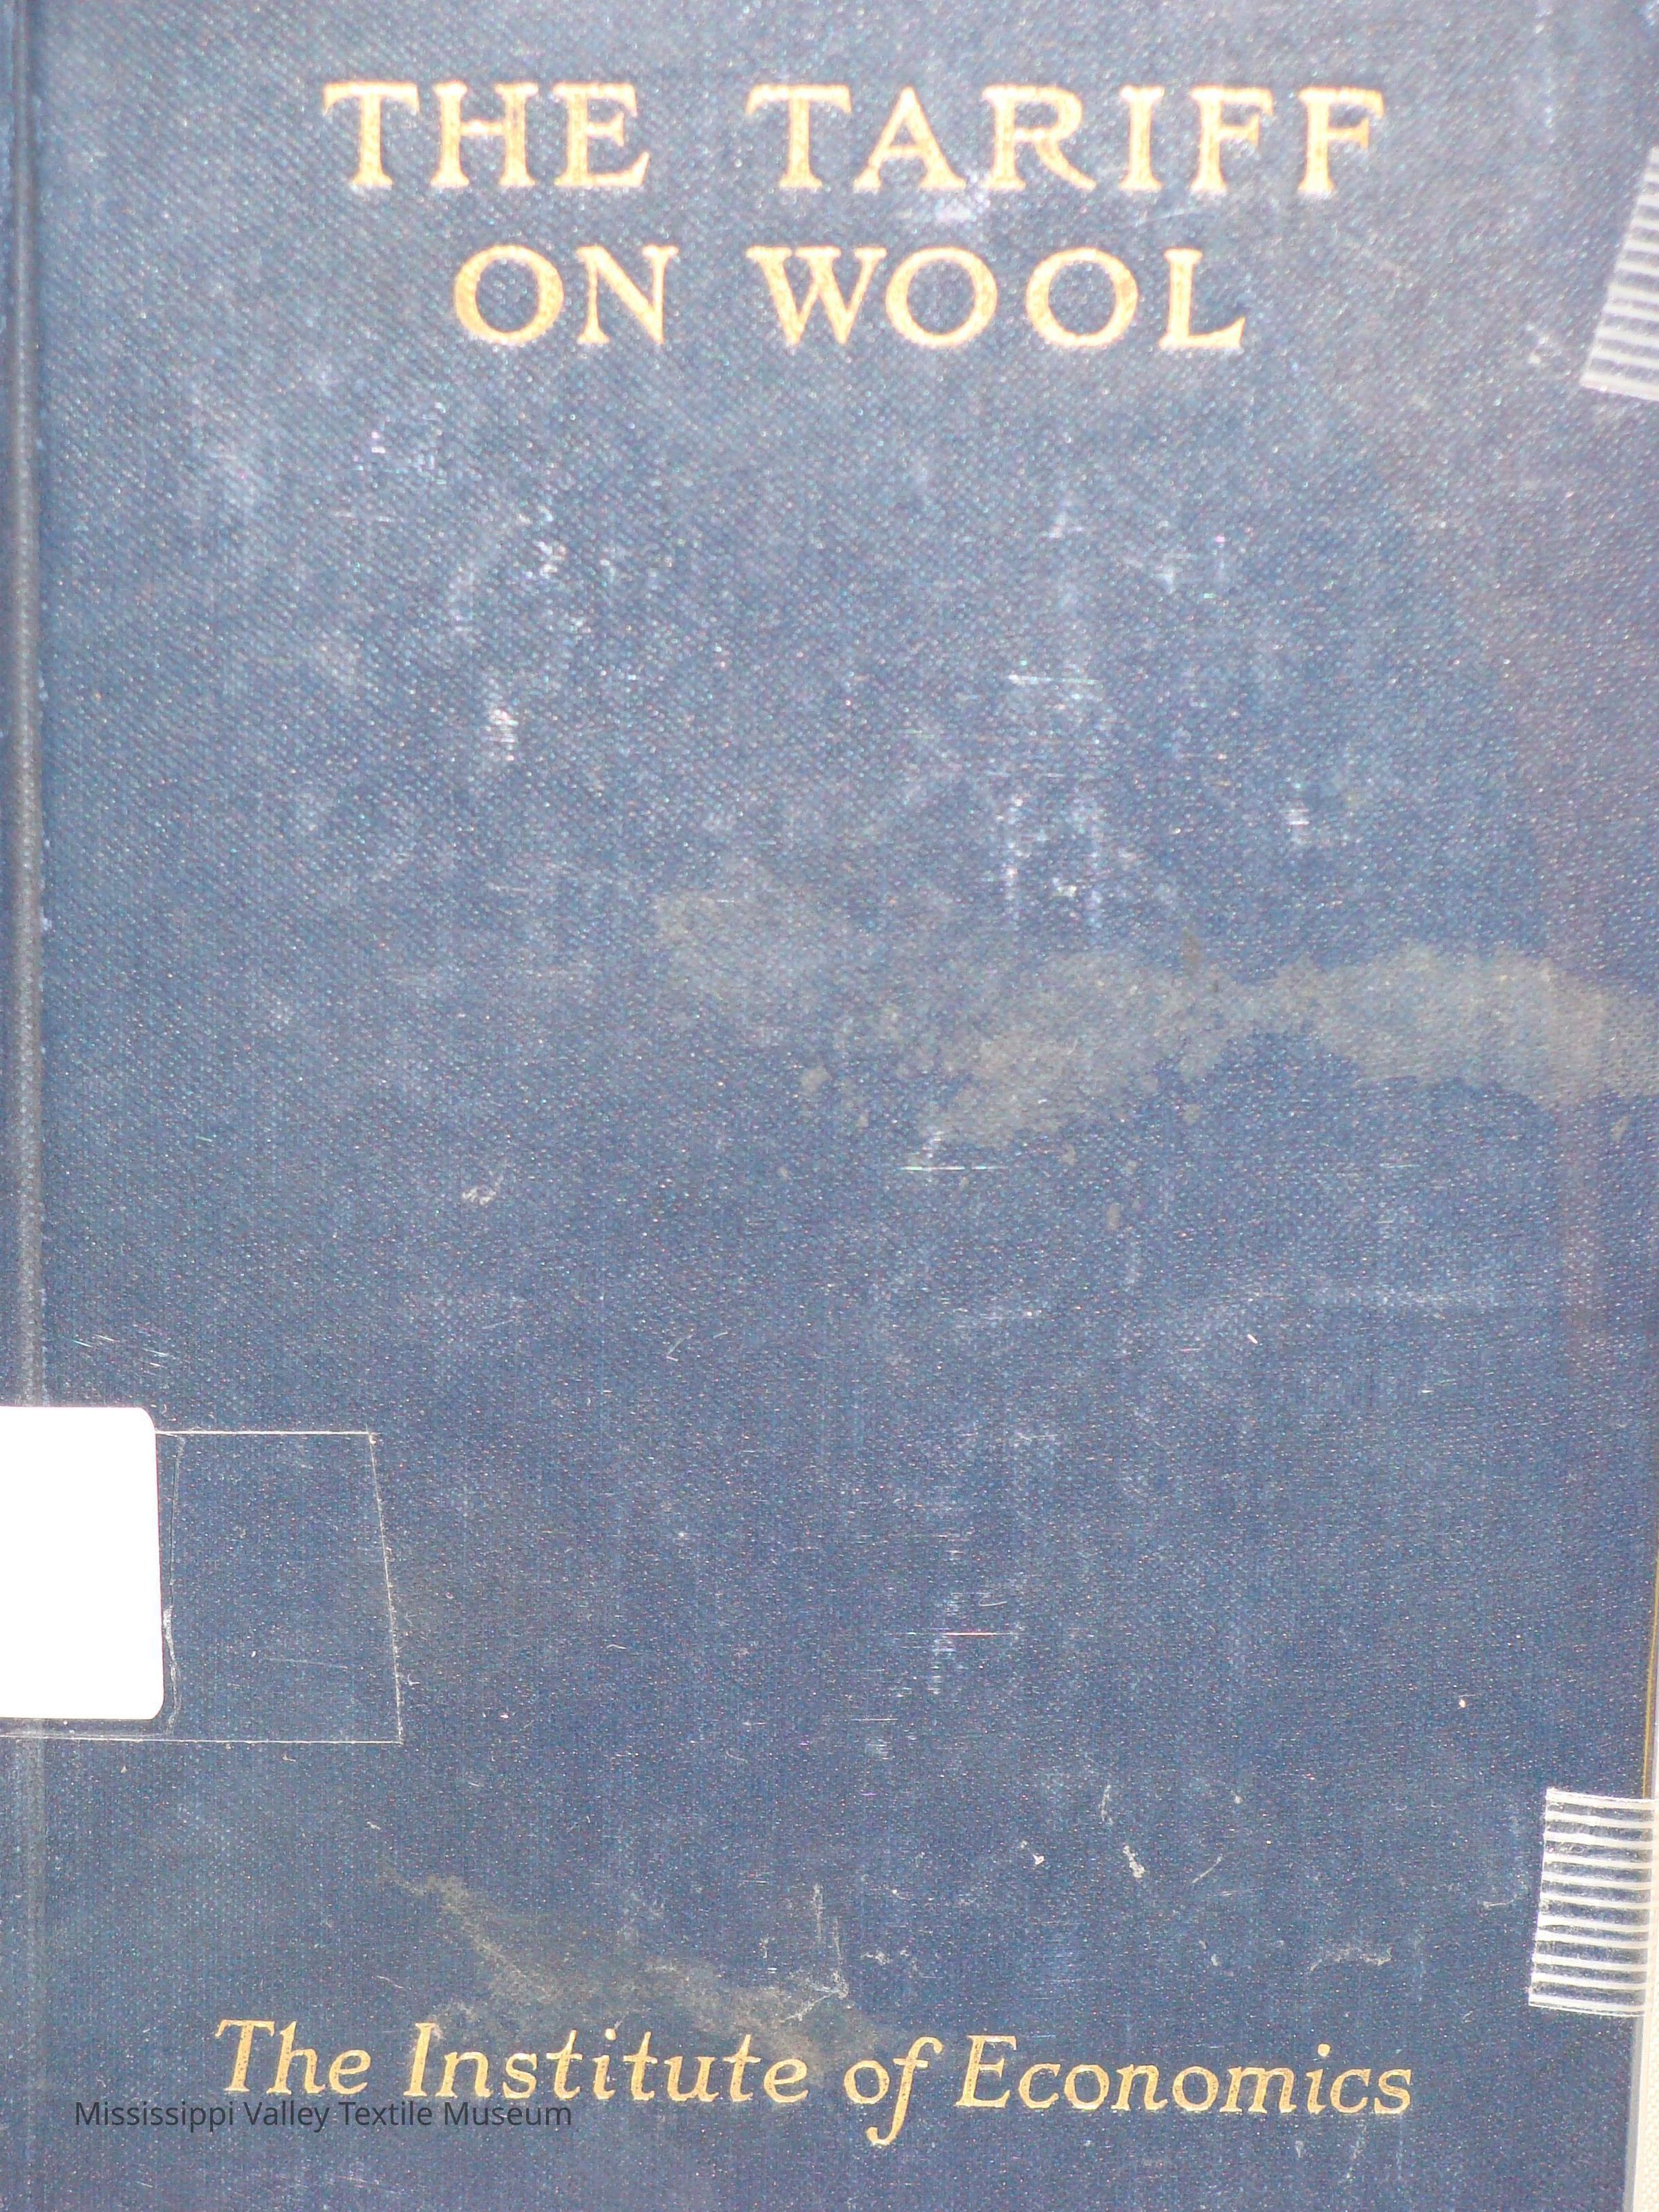 THE TARIFF
ON WOOL
The Institute of Economics
Mississippi Valley Textile Museum